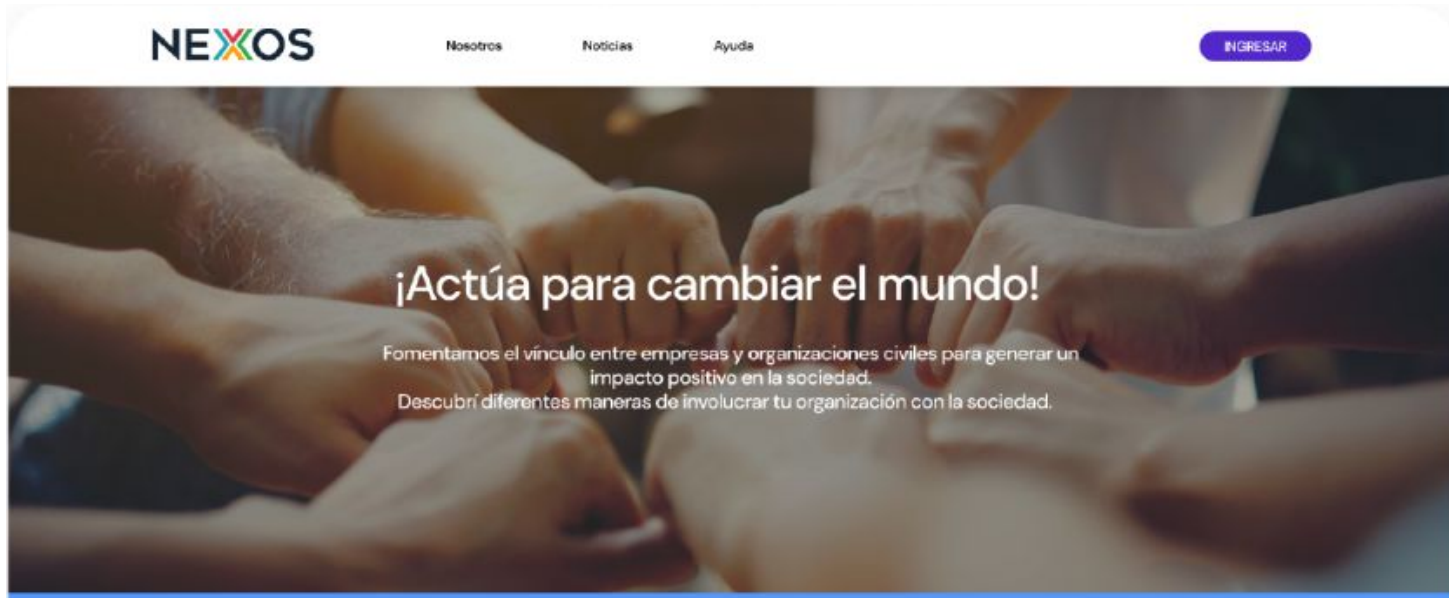 NEXOS
Nosotros
Noticias
Ayuda
INGRESAR
¡Actúa para cambiar el mundo!
Fomentamos el vínculo entre empresas y organizaciones civiles para generar un
impacto positivo en la sociedad.
Descubrí diferentes maneras de involucrar tu organización con la sociedad.